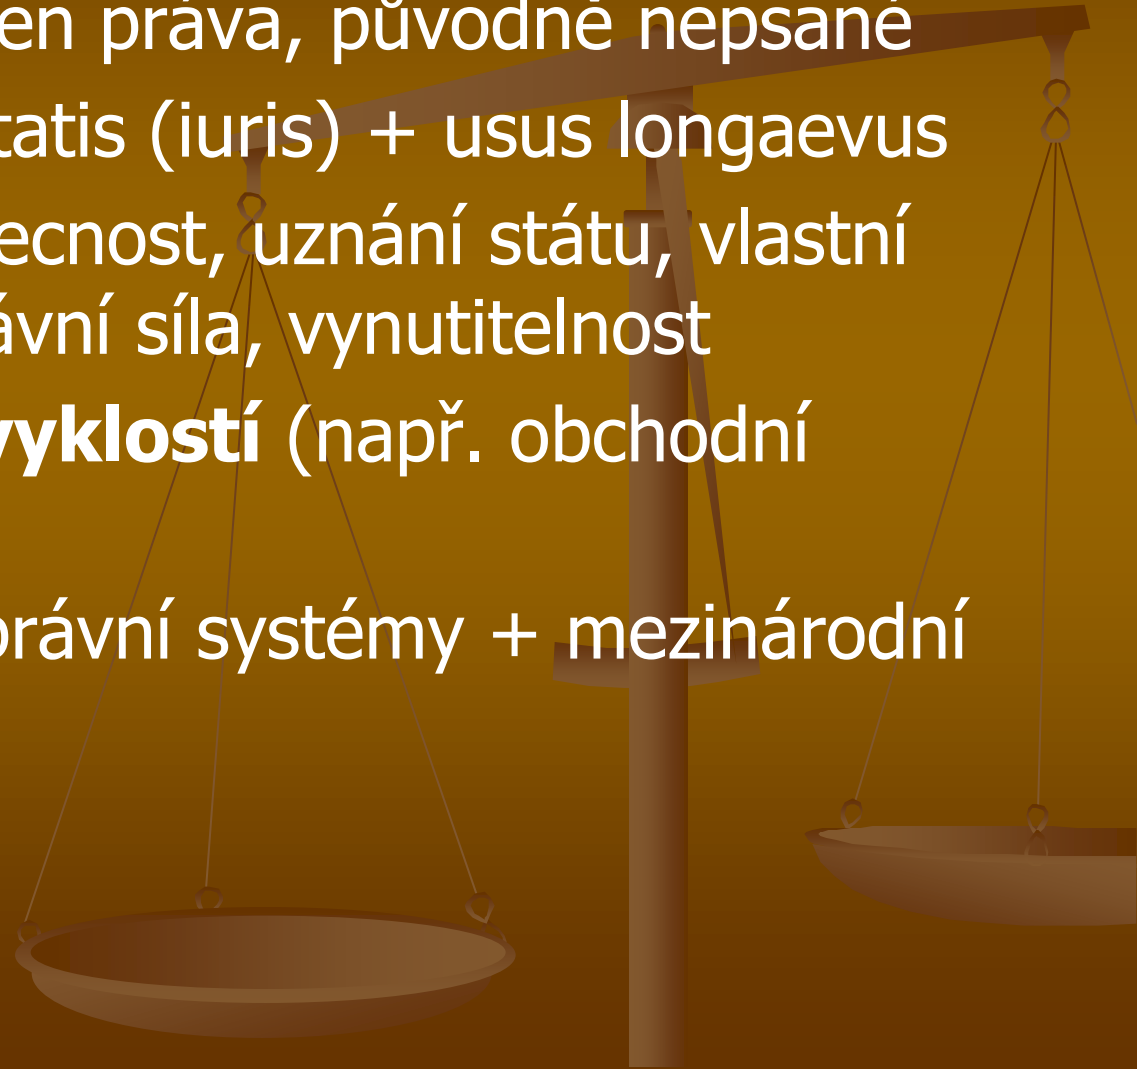 en práva, původně nepsané
tatis (iuris) + usus longaevus
ecnost, uznání státu, vlastní
ávní síla, vynutitelnost
vyklostí (např. obchodní
právní systémy + mezinárodní